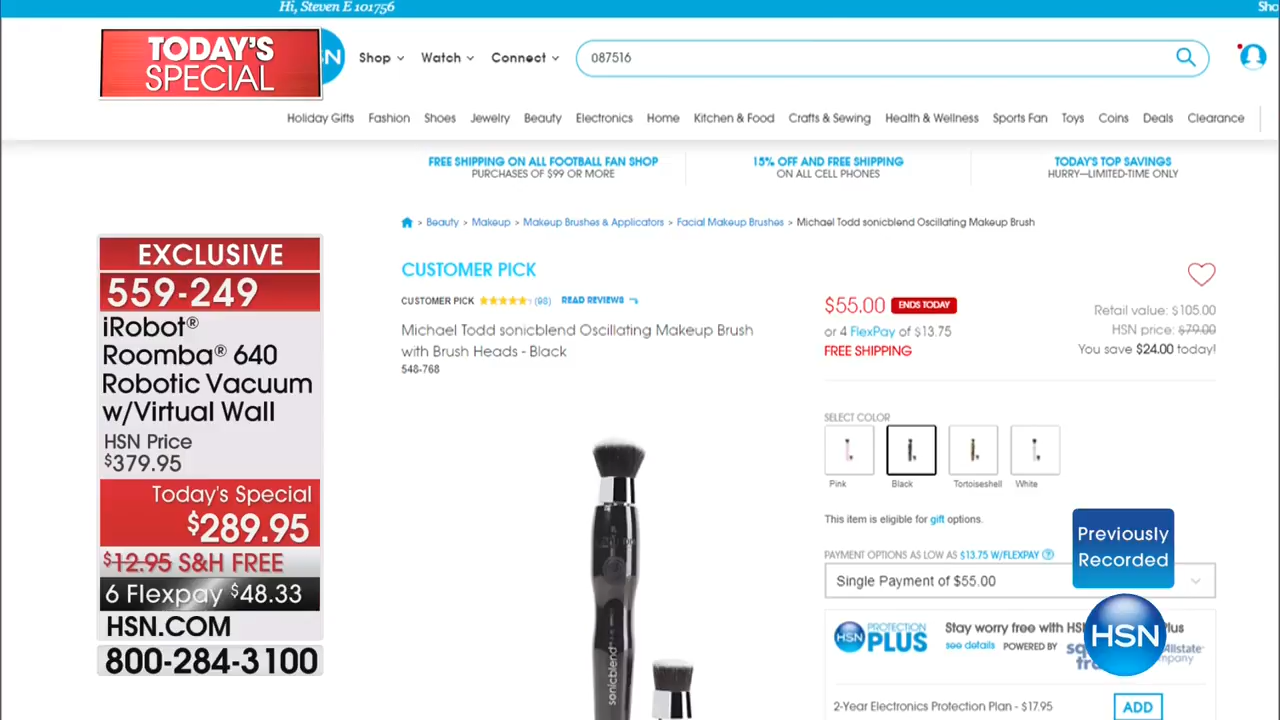 Hi, Steven E 101756
Sho
TODAY'S
SPECIAL
SN
Shop
Watch
Connect
087516
Holiday Gifts
Fashion
Shoes
Jewelry
Beauty
Electronics
Home
Kitchen & Food
Crafts & Sewing
Health & Wellness
Sports Fan
Toys
Coins
Deals
Clearance
FREE SHIPPING ON ALL FOOTBALL FAN SHOP
PURCHASES OF $99 OR MORE
15% OFF AND FREE SHIPPING
ON ALL CELL PHONES
TODAY'S TOP SAVINGS
HURRY—LIMITED-TIME ONLY
> Beauty > Makeup > Makeup Brushes & Applicators > Facial Makeup Brushes > Michael Todd sonicblend Oscillating Makeup Brush
EXCLUSIVE
559-249
iRobot®
Roomba® 640
Robotic Vacuum
w/Virtual Wall
HSN Price
$379.95
Today's Special
$289.95
$12.95 S&H FREE
6 Flexpay $48.33
HSN.COM
800-284-3100
CUSTOMER PICK
CUSTOMER PICK (98) READ REVIEWS
Michael Todd sonicblend Oscillating Makeup Brush
with Brush Heads - Black
548-768
sonicblend
$55.00 ENDS TODAY
or 4 FlexPay of $13.75
FREE SHIPPING
Retail value: $105.00
HSN price: $79.00
You save $24.00 today!
SELECT COLOR
Pink
Black
Tortoiseshell
White
This item is eligible for gift options.
PAYMENT OPTIONS AS LOW AS $13.75 W/FLEXPAY ?
Single Payment of $55.00
Previously
Recorded
HSN PROTECTION
PLUS
Stay worry free with HS
lus
see details POWERED BY
sq
tra
Allstate
mpany
HSN
2-Year Electronics Protection Plan - $17.95
ADD